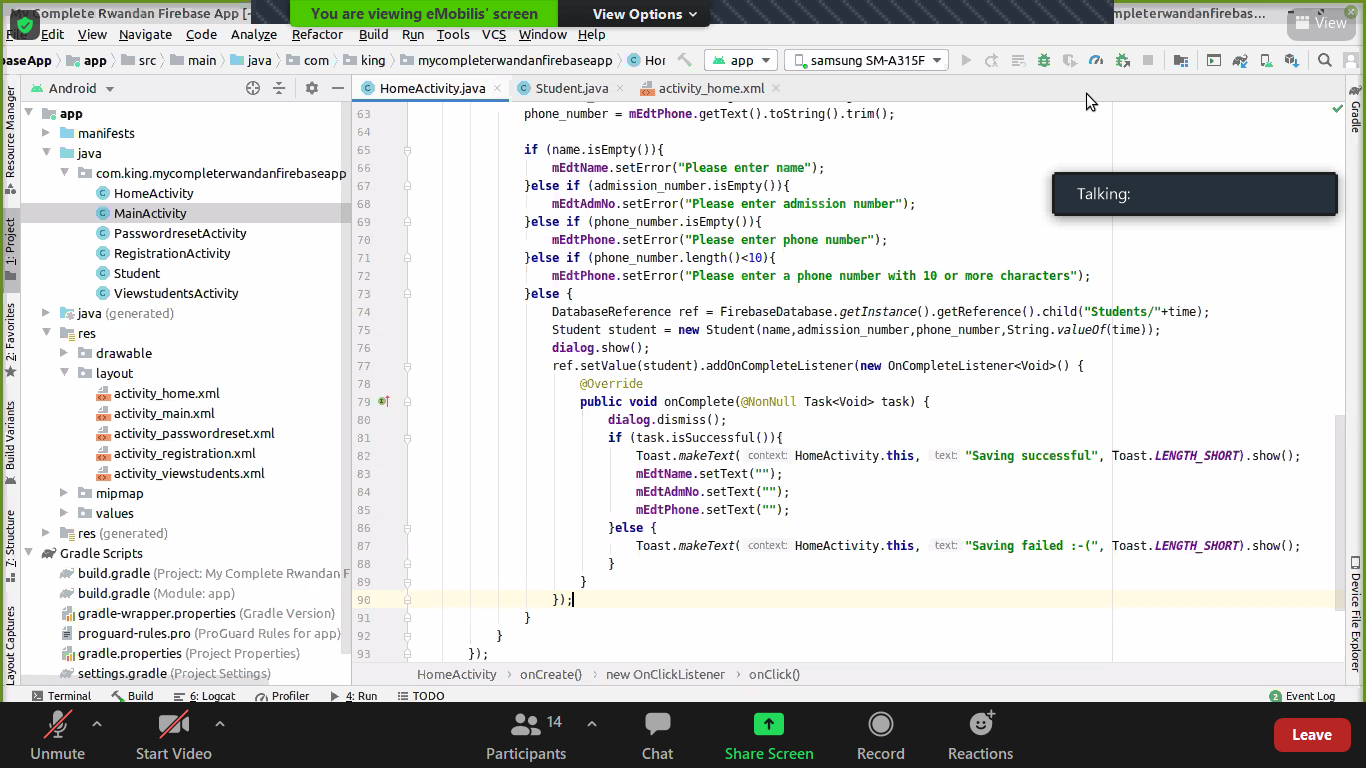 My Complete Rwandan Firebase App [-
You are viewing eMobilis' screen
View Options
mpleterwandanfirebas...
View
File Edit View Navigate Code Analyze Refactor Build Run Tools VCS Window Help
baseApp app src main java com king mycompleterwandanfirebaseapp Hor
app
samsung SM-A315F
Android
HomeActivity.java
Student.java
activity_home.xml
Resource Manager
1: Project
2: Favorites
Build Variants
7: Structure
Layout Captures
app
manifests
java
com.king.mycompleterwandanfirebaseapp
HomeActivity
MainActivity
PasswordresetActivity
RegistrationActivity
Student
ViewstudentsActivity
java (generated)
res
drawable
layout
activity_home.xml
activity_main.xml
activity_passwordreset.xml
activity_registration.xml
activity_viewstudents.xml
mipmap
values
res (generated)
Gradle Scripts
build.gradle (Project: My Complete Rwandan F
build.gradle (Module: app)
gradle-wrapper.properties (Gradle Version)
proguard-rules.pro (ProGuard Rules for app)
gradle.properties (Project Properties)
settings.gradle (Project Settings)
63 phone_number = mEdtPhone.getText().toString().trim();
64
65 if (name.isEmpty()){
66 mEdtName.setError("Please enter name");
67 }else if (admission_number.isEmpty()){
68 mEdtAdmNo.setError("Please enter admission number");
69 }else if (phone_number.isEmpty()){
70 mEdtPhone.setError("Please enter phone number");
71 }else if (phone_number.length()<10){
72 mEdtPhone.setError("Please enter a phone number with 10 or more characters");
73 }else {
74 DatabaseReference ref = FirebaseDatabase.getInstance().getReference().child("Students/"+time);
75 Student student = new Student(name,admission_number,phone_number,String.valueOf(time));
76 dialog.show();
77 ref.setValue(student).addOnCompleteListener(new OnCompleteListener<Void>() {
78 @Override
79 public void onComplete(@NonNull Task<Void> task) {
80 dialog.dismiss();
81 if (task.isSuccessful()){
82 Toast.makeText( context: HomeActivity.this, text: "Saving successful", Toast.LENGTH_SHORT).show();
83 mEdtName.setText("");
84 mEdtAdmNo.setText("");
85 mEdtPhone.setText("");
86 }else {
87 Toast.makeText( context: HomeActivity.this, text: "Saving failed :-(", Toast.LENGTH_SHORT).show();
88 }
89 }
90 });
91 }
92 }
93 });
Talking:
Gradle
Device File Explorer
HomeActivity onCreate() new OnClickListener onClick()
Terminal Build 6: Logcat Profiler 4: Run TODO
2 Event Log
Unmute
Start Video
14
Participants
Chat
Share Screen
Record
Reactions
Leave